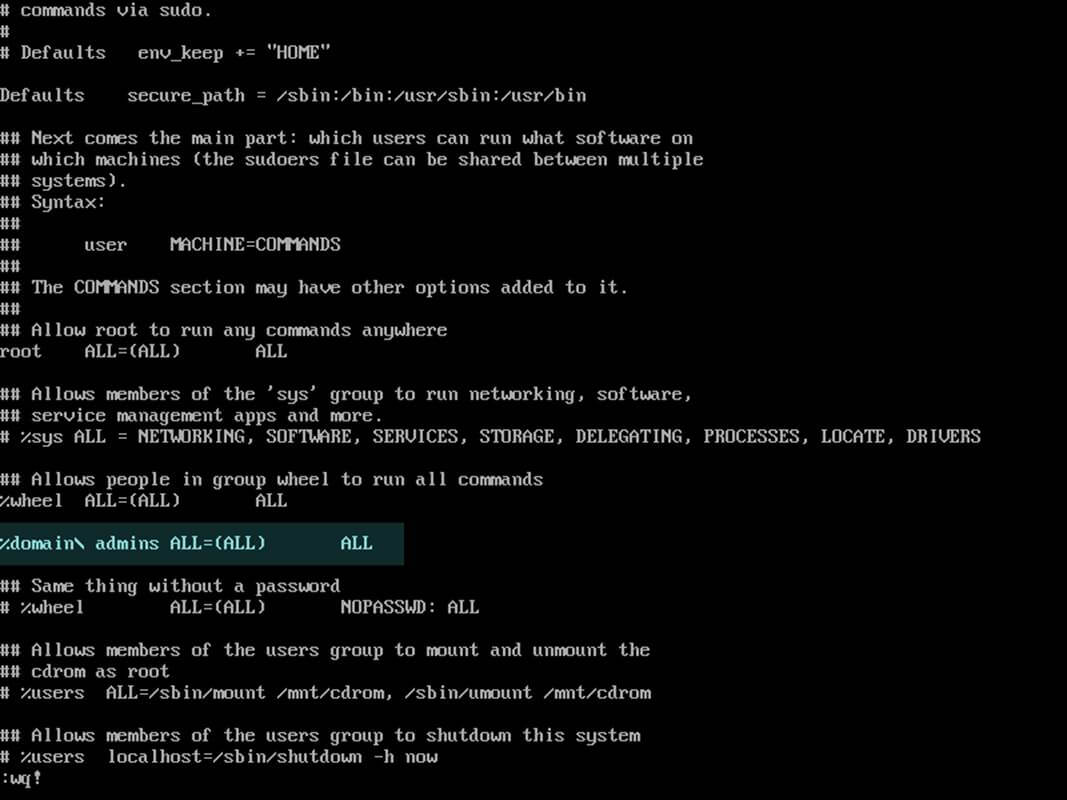 # commands via sudo.
#
# Defaults   env_keep += "HOME"
Defaults    secure_path = /sbin:/bin:/usr/sbin:/usr/bin
## Next comes the main part: which users can run what software on
## which machines (the sudoers file can be shared between multiple
## systems).
## Syntax:
##
##      user    MACHINE=COMMANDS
##
## The COMMANDS section may have other options added to it.
##
## Allow root to run any commands anywhere
root    ALL=(ALL)       ALL
## Allows members of the 'sys' group to run networking, software,
## service management apps and more.
# %sys ALL = NETWORKING, SOFTWARE, SERVICES, STORAGE, DELEGATING, PROCESSES, LOCATE, DRIVERS
## Allows people in group wheel to run all commands
%wheel  ALL=(ALL)       ALL
%domain\ admins ALL=(ALL)       ALL
## Same thing without a password
# %wheel        ALL=(ALL)       NOPASSWD: ALL
## Allows members of the users group to mount and unmount the
## cdrom as root
# %users  ALL=/sbin/mount /mnt/cdrom, /sbin/umount /mnt/cdrom
## Allows members of the users group to shutdown this system
# %users  localhost=/sbin/shutdown -h now
:wq!